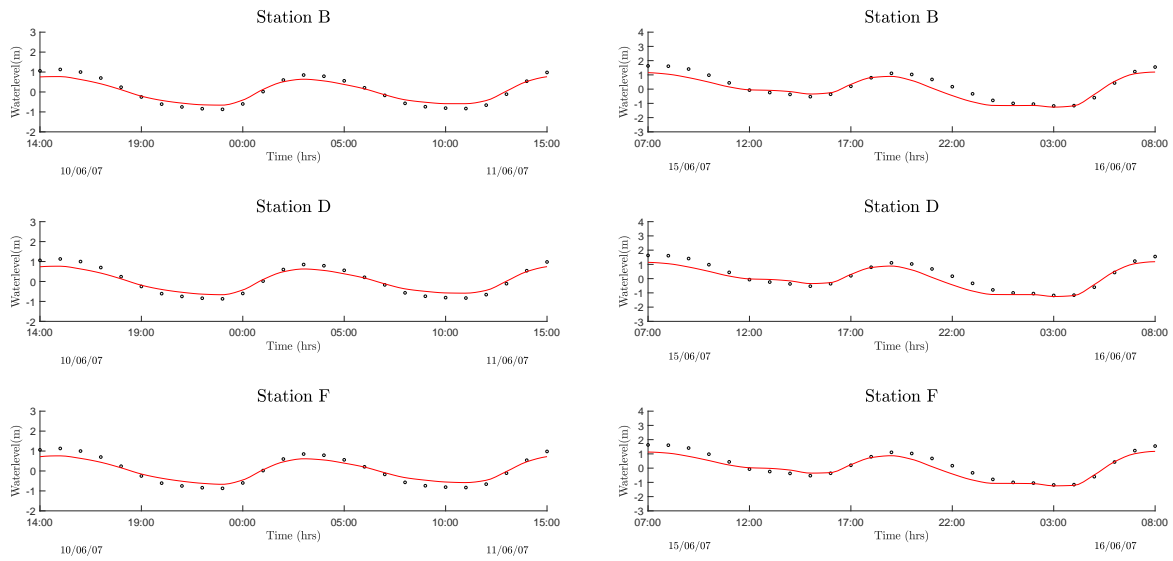 Station B
Waterlevel(m)
3
2
1
0
-1
-2
14:00 19:00 00:00 05:00 10:00 15:00
Time (hrs)
10/06/07 11/06/07
Station B
Waterlevel(m)
4
3
2
1
0
-1
-2
-3
07:00 12:00 17:00 22:00 03:00 08:00
Time (hrs)
15/06/07 16/06/07
Station D
Waterlevel(m)
3
2
1
0
-1
-2
14:00 19:00 00:00 05:00 10:00 15:00
Time (hrs)
10/06/07 11/06/07
Station D
Waterlevel(m)
4
3
2
1
0
-1
-2
-3
07:00 12:00 17:00 22:00 03:00 08:00
Time (hrs)
15/06/07 16/06/07
Station F
Waterlevel(m)
3
2
1
0
-1
-2
14:00 19:00 00:00 05:00 10:00 15:00
Time (hrs)
10/06/07 11/06/07
Station F
Waterlevel(m)
4
3
2
1
0
-1
-2
-3
07:00 12:00 17:00 22:00 03:00 08:00
Time (hrs)
15/06/07 16/06/07